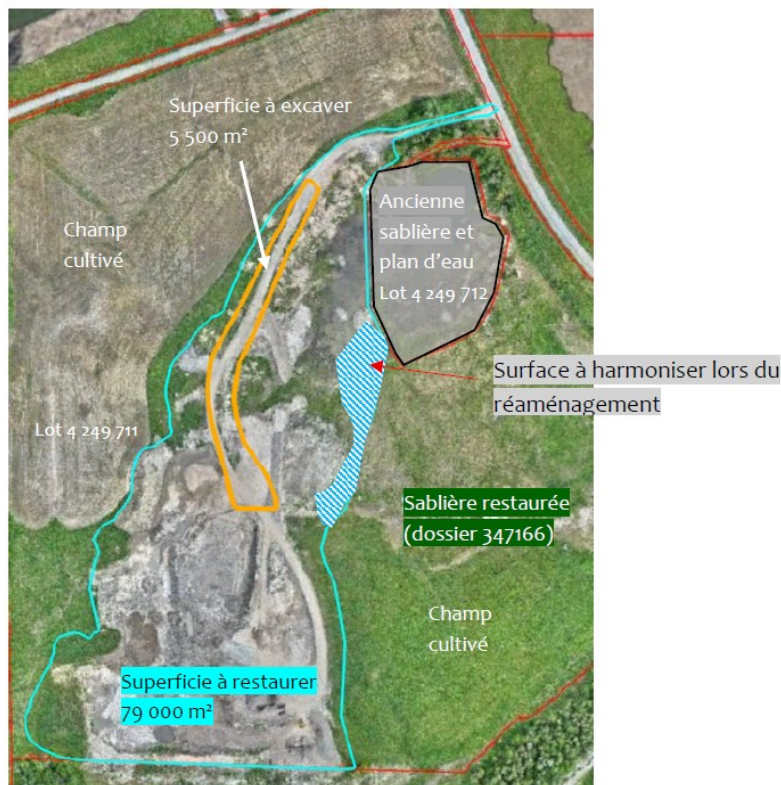 Superficie à excaver
5 500 m²
Ancienne
sablière et
plan d'eau
Lot 4 249 712
Champ
cultivé
Surface à harmoniser lors du
réaménagement
Lot 4 249 711
Sablière restaurée
(dossier 347166)
Champ
cultivé
Superficie à restaurer
79 000 m²